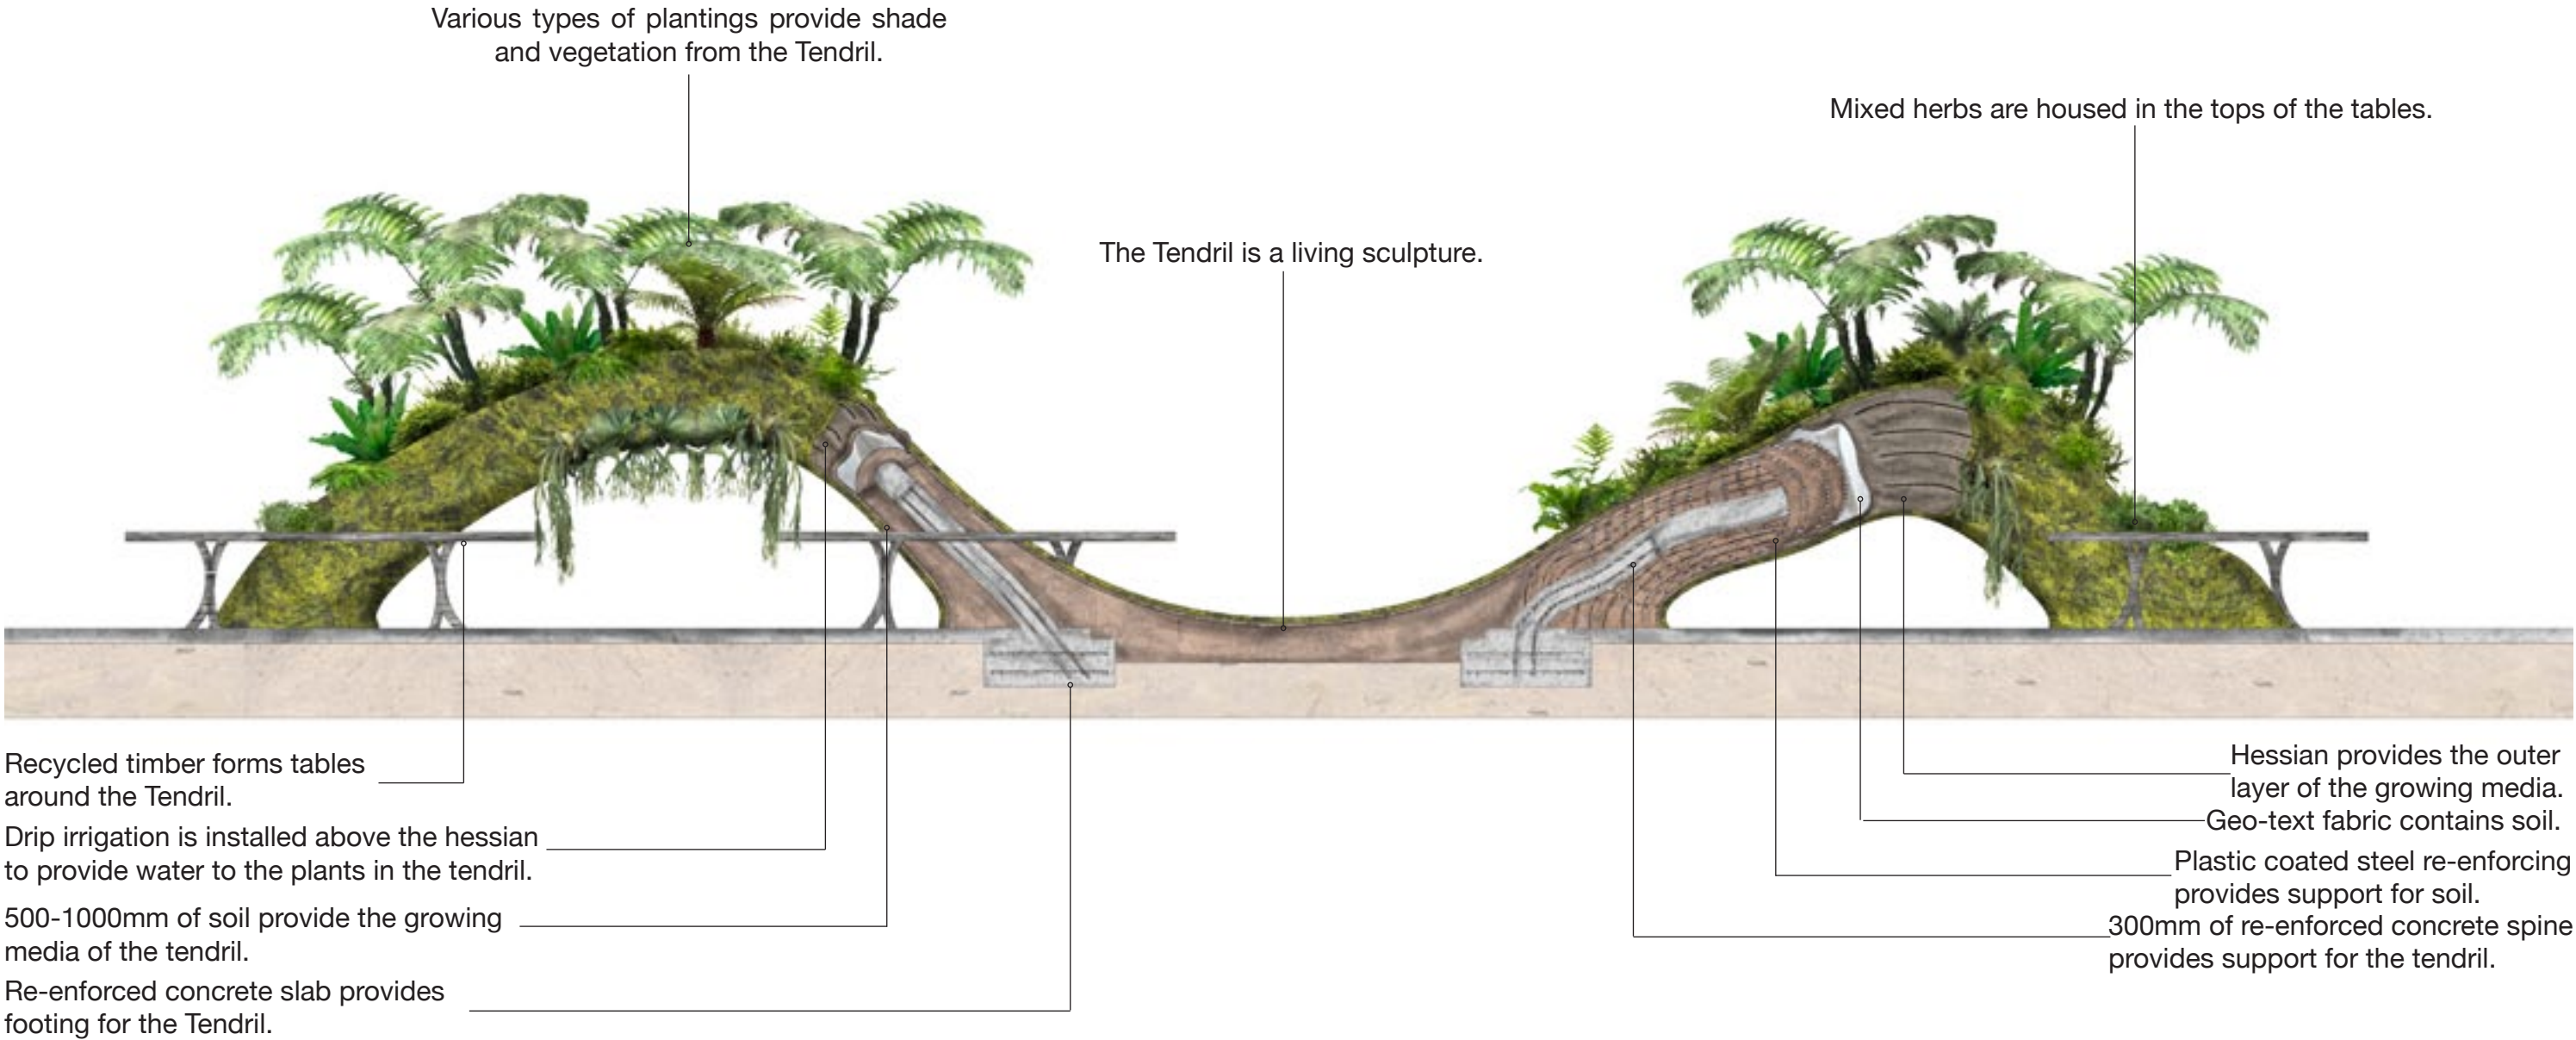 Various types of plantings provide shade
and vegetation from the Tendril.
Mixed herbs are housed in the tops of the tables.
The Tendril is a living sculpture.
Recycled timber forms tables
around the Tendril.
Drip irrigation is installed above the hessian
to provide water to the plants in the tendril.
500-1000mm of soil provide the growing
media of the tendril.
Re-enforced concrete slab provides
footing for the Tendril.
Hessian provides the outer
layer of the growing media.
Geo-text fabric contains soil.
Plastic coated steel re-enforcing
provides support for soil.
300mm of re-enforced concrete spine
provides support for the tendril.